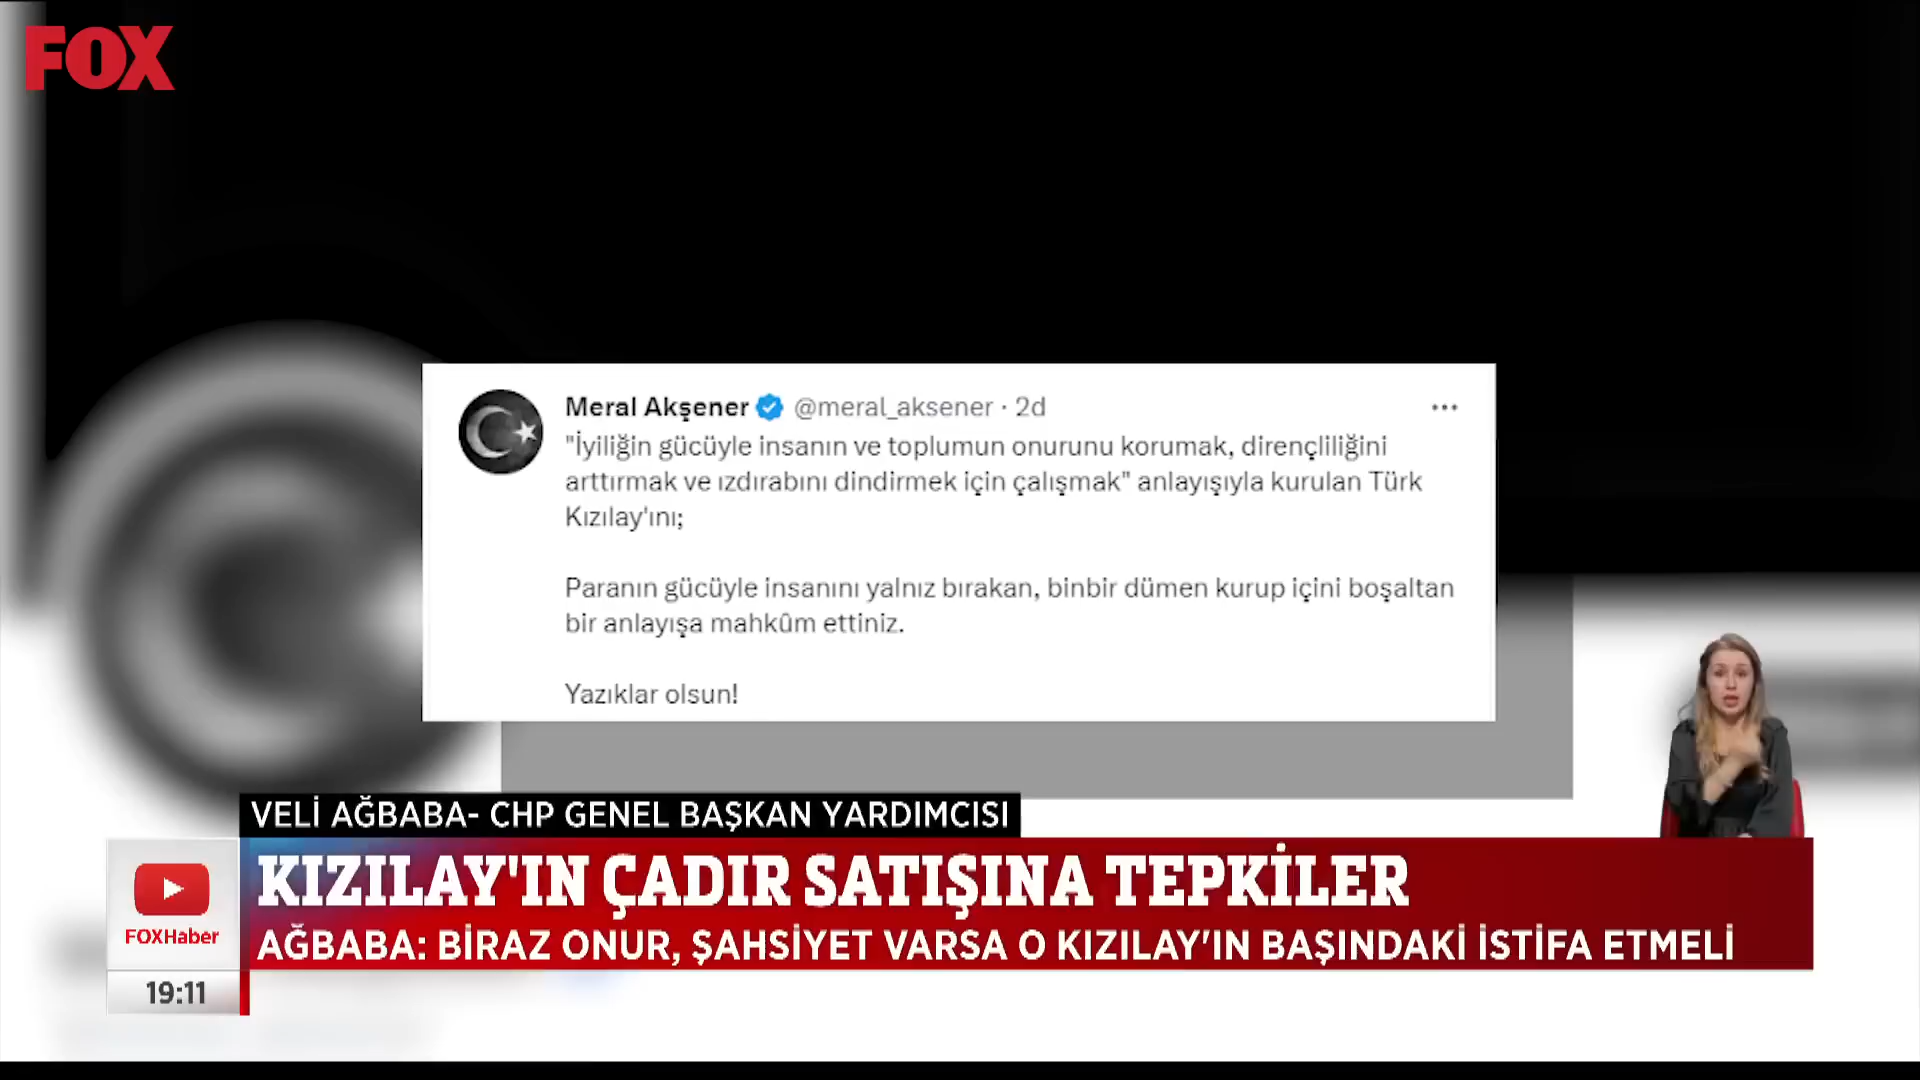 FOX
Meral Akşener @meral_aksener · 2d
"İyiliğin gücüyle insanın ve toplumun onurunu korumak, dirençliliğini
arttırmak ve ızdırabını dindirmek için çalışmak" anlayışıyla kurulan Türk
Kızılay'ını;
Paranın gücüyle insanını yalnız bırakan, binbir dümen kurup içini boşaltan
bir anlayışa mahkûm ettiniz.
Yazıklar olsun!
VELİ AĞBABA- CHP GENEL BAŞKAN YARDIMCISI
KIZILAY'IN ÇADIR SATIŞINA TEPKİLER
FOXHaber
AĞBABA: BİRAZ ONUR, ŞAHSİYET VARSA O KIZILAY'IN BAŞINDAKİ İSTİFA ETMELİ
19:11